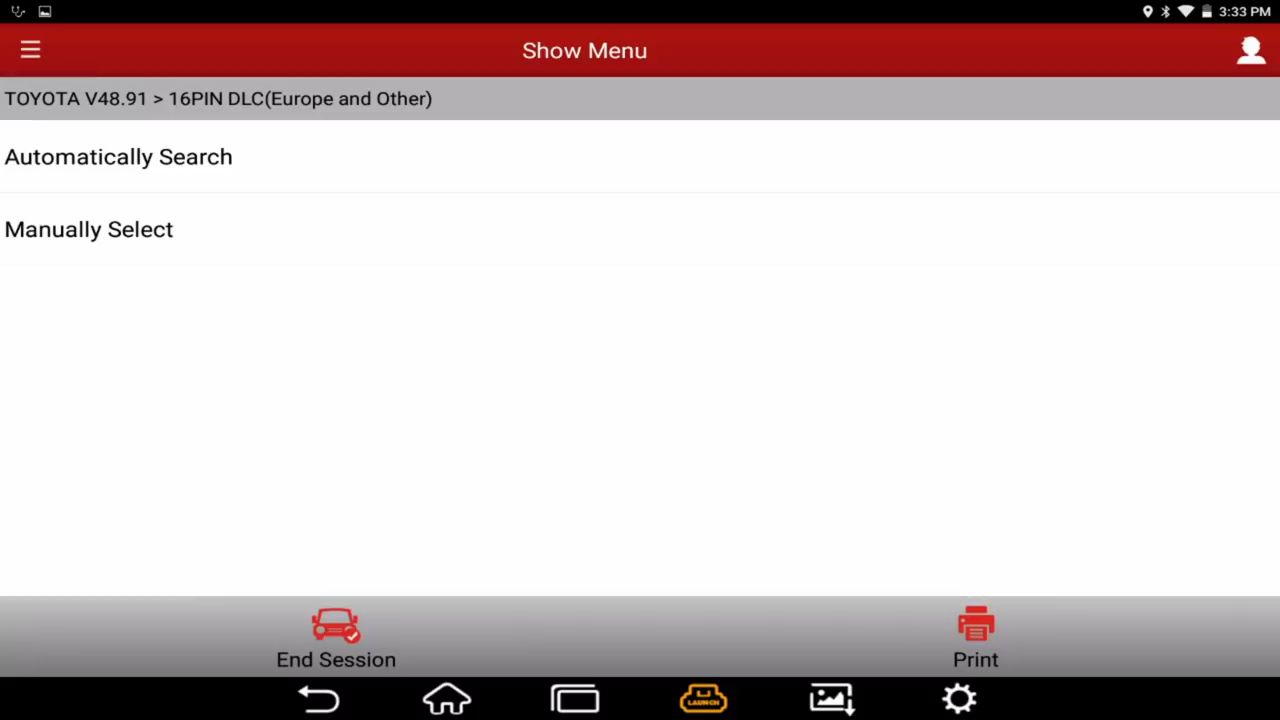 3:33 PM
Show Menu
TOYOTA V48.91 > 16PIN DLC(Europe and Other)
Automatically Search
Manually Select
End Session
Print
LAUNCH